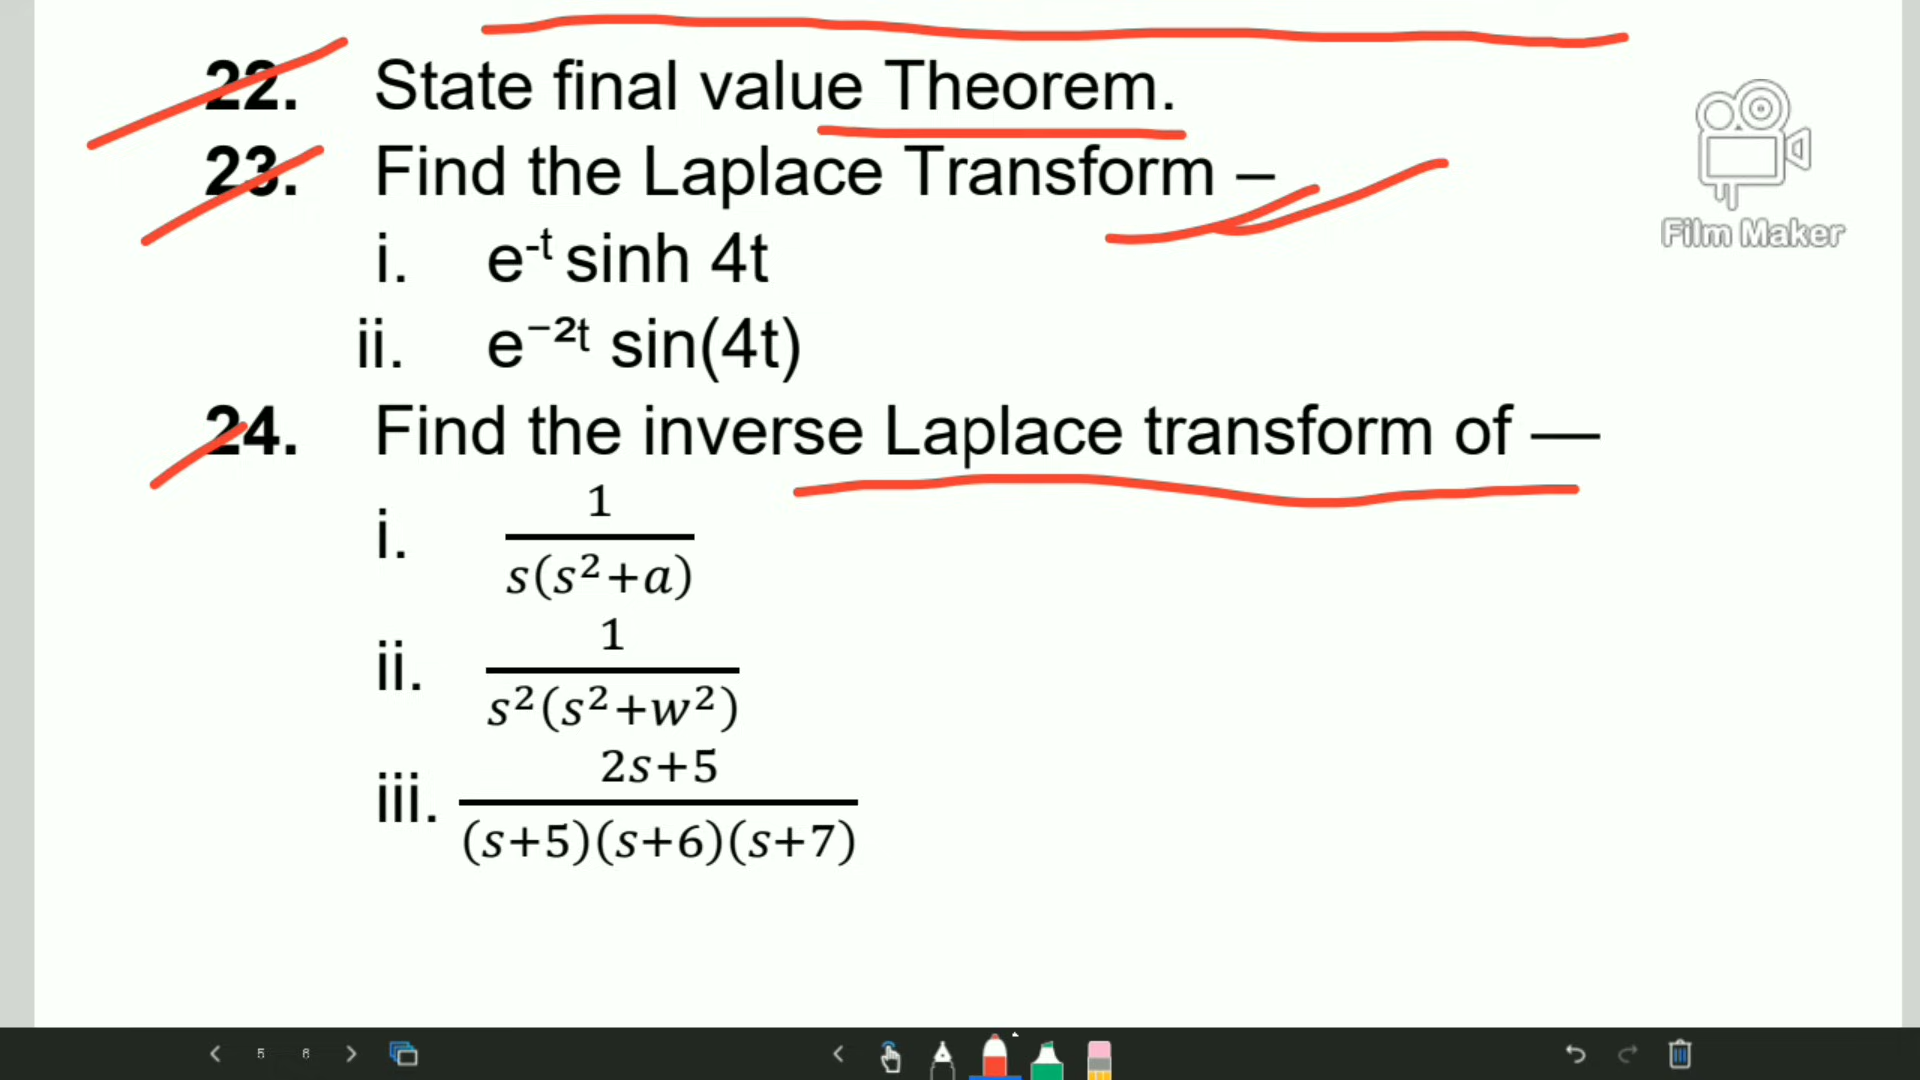 22. State final value Theorem.
23. Find the Laplace Transform –
i. e⁻ᵗ sinh 4t
ii. e⁻²ᵗ sin(4t)
24. Find the inverse Laplace transform of —
i. 1
s(s²+a)
ii. 1
s²(s²+w²)
iii. 2s+5
(s+5)(s+6)(s+7)
Film Maker
5 6